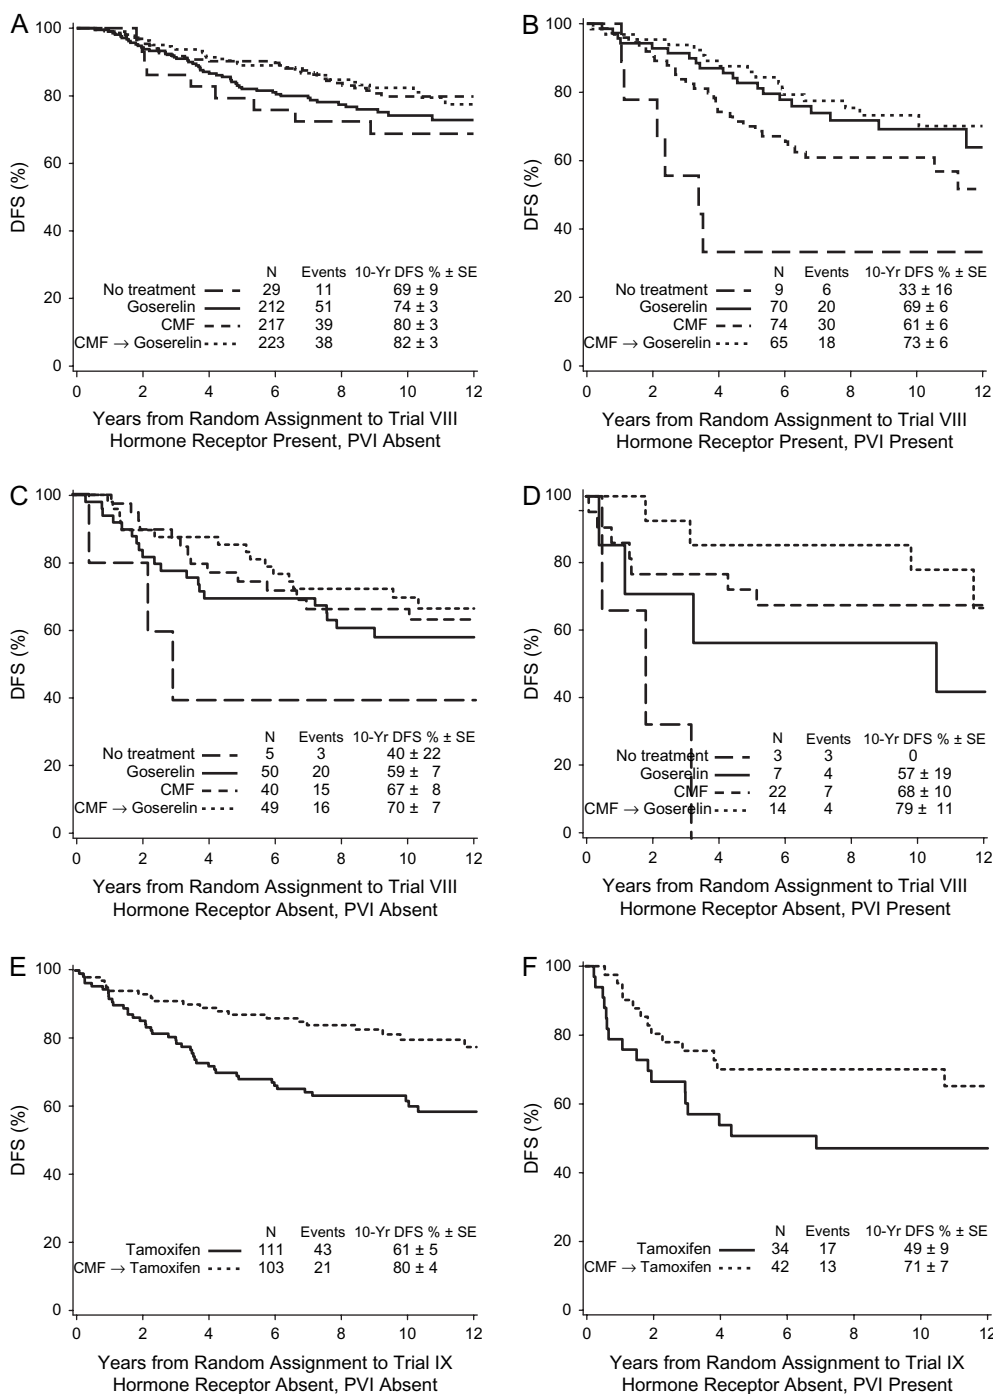 A
100
80
60
40
20
0
DFS (%)
N Events 10-Yr DFS % ± SE
No treatment 29 11 69 ± 9
Goserelin 212 51 74 ± 3
CMF 217 39 80 ± 3
CMF → Goserelin 223 38 82 ± 3
0 2 4 6 8 10 12
Years from Random Assignment to Trial VIII
Hormone Receptor Present, PVI Absent
B
100
80
60
40
20
0
DFS (%)
N Events 10-Yr DFS % ± SE
No treatment 9 6 33 ± 16
Goserelin 70 20 69 ± 6
CMF 74 30 61 ± 6
CMF → Goserelin 65 18 73 ± 6
0 2 4 6 8 10 12
Years from Random Assignment to Trial VIII
Hormone Receptor Present, PVI Present
C
100
80
60
40
20
0
DFS (%)
N Events 10-Yr DFS % ± SE
No treatment 5 3 40 ± 22
Goserelin 50 20 59 ± 7
CMF 40 15 67 ± 8
CMF → Goserelin 49 16 70 ± 7
0 2 4 6 8 10 12
Years from Random Assignment to Trial VIII
Hormone Receptor Absent, PVI Absent
D
100
80
60
40
20
0
DFS (%)
N Events 10-Yr DFS % ± SE
No treatment 3 3 0
Goserelin 7 4 57 ± 19
CMF 22 7 68 ± 10
CMF → Goserelin 14 4 79 ± 11
0 2 4 6 8 10 12
Years from Random Assignment to Trial VIII
Hormone Receptor Absent, PVI Present
E
100
80
60
40
20
0
DFS (%)
N Events 10-Yr DFS % ± SE
Tamoxifen 111 43 61 ± 5
CMF → Tamoxifen 103 21 80 ± 4
0 2 4 6 8 10 12
Years from Random Assignment to Trial IX
Hormone Receptor Absent, PVI Absent
F
100
80
60
40
20
0
DFS (%)
N Events 10-Yr DFS % ± SE
Tamoxifen 34 17 49 ± 9
CMF → Tamoxifen 42 13 71 ± 7
0 2 4 6 8 10 12
Years from Random Assignment to Trial IX
Hormone Receptor Absent, PVI Present